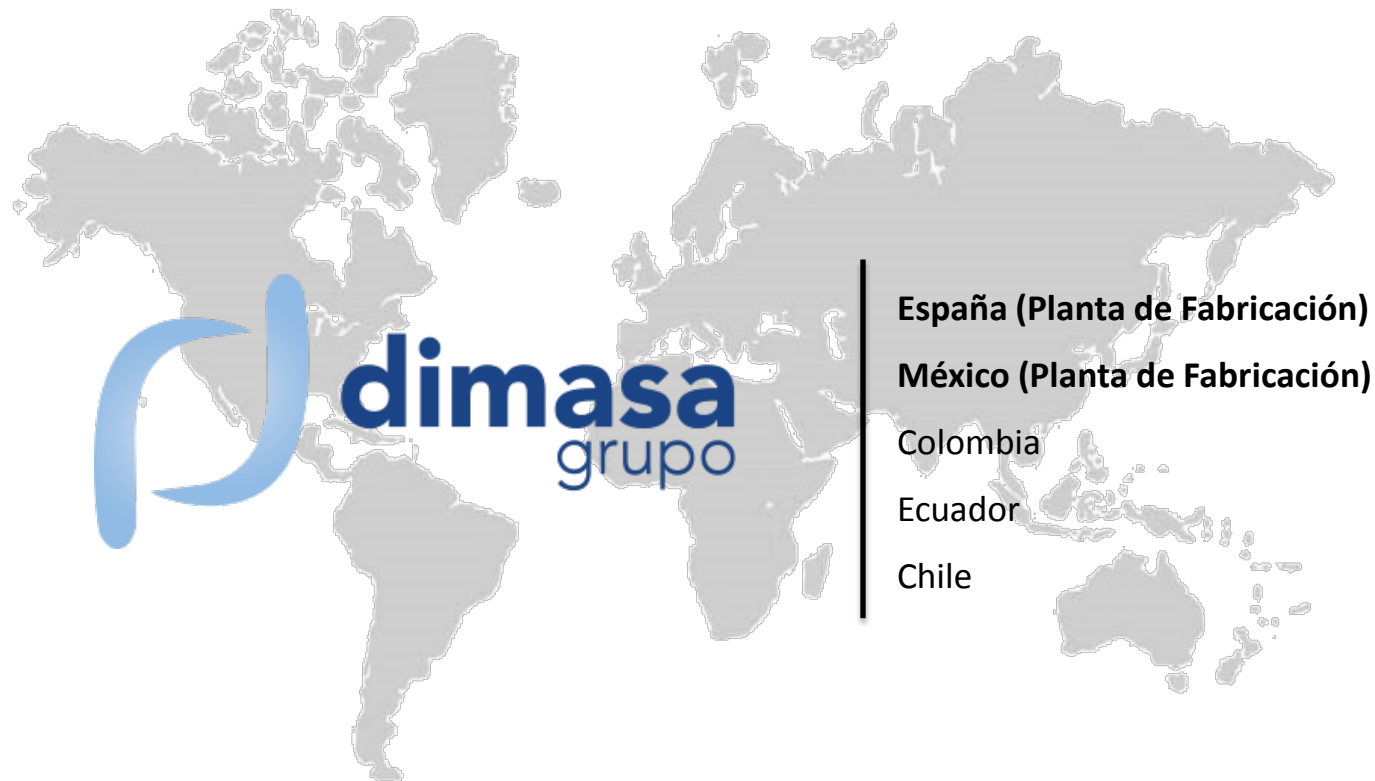 dimasa
grupo
España (Planta de Fabricación)
México (Planta de Fabricación)
Colombia
Ecuador
Chile